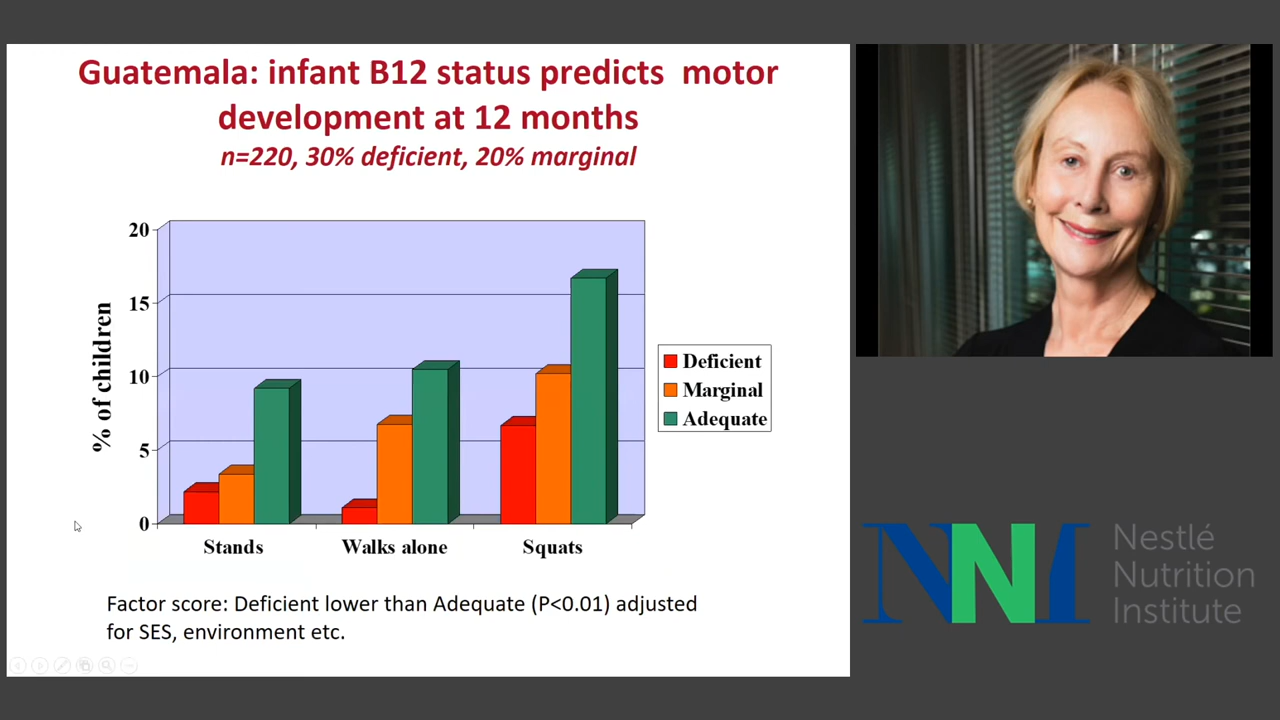 Guatemala: infant B12 status predicts motor
development at 12 months
n=220, 30% deficient, 20% marginal
20
15
10
5
0
% of children
Stands
Walks alone
Squats
Deficient
Marginal
Adequate
Factor score: Deficient lower than Adequate (P<0.01) adjusted
for SES, environment etc.
NNI
Nestlé
Nutrition
Institute